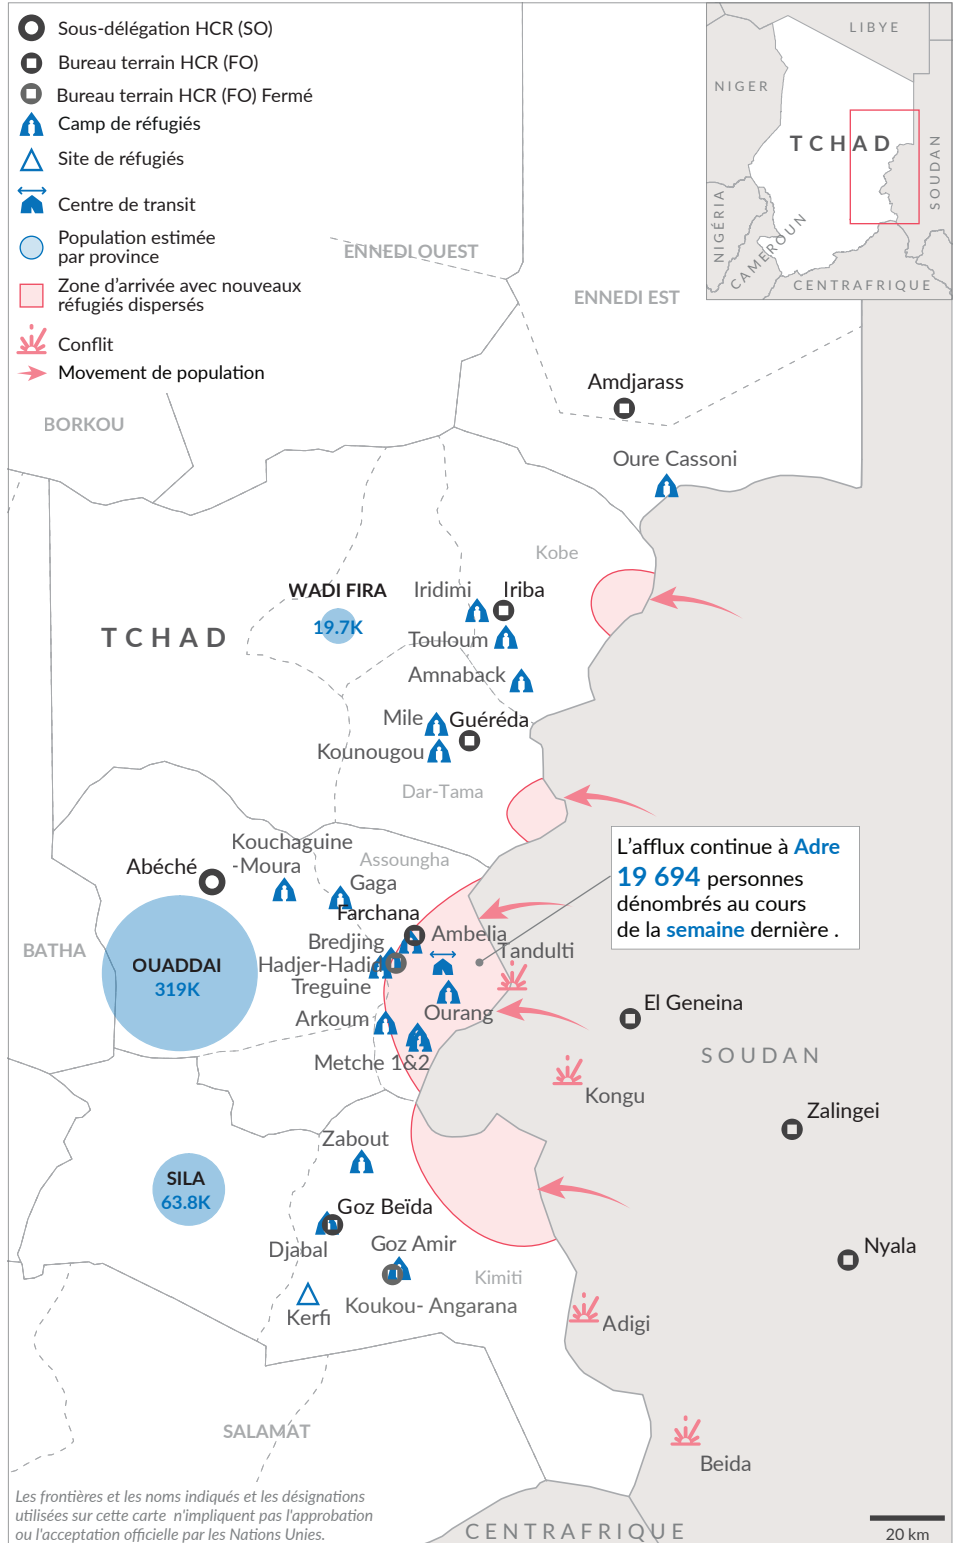 Sous-délégation HCR (SO)
Bureau terrain HCR (FO)
Bureau terrain HCR (FO) Fermé
Camp de réfugiés
Site de réfugiés
Centre de transit
Population estimée
par province
Zone d'arrivée avec nouveaux
réfugiés dispersés
Conflit
Movement de population
LIBYE
NIGER
TCHAD
SOUDAN
NIGÉRIA
CAMEROUN
CENTRAFRIQUE
ENNEDI OUEST
ENNEDI EST
Amdjarass
BORKOU
Oure Cassoni
Kobe
WADI FIRA
19.7K
Iridimi
Iriba
TCHAD
Touloum
Amnaback
Mile
Guéréda
Kounougou
Dar-Tama
Kouchaguine
-Moura
Abéché
Assoungha
Gaga
Farchana
L'afflux continue à Adre
19 694 personnes
dénombrés au cours
de la semaine dernière .
Ambelia
Bredjing
Tandulti
BATHA
OUADDAI
319K
Hadjer-Hadid
Treguine
Ourang
El Geneina
Arkoum
Metche 1&2
SOUDAN
Kongu
Zalingei
Zabout
SILA
63.8K
Goz Beïda
Djabal
Goz Amir
Nyala
Kimiti
Kerfi
Koukou- Angarana
Adigi
SALAMAT
Beida
Les frontières et les noms indiqués et les désignations
utilisées sur cette carte n'impliquent pas l'approbation
ou l'acceptation officielle par les Nations Unies.
CENTRAFRIQUE
20 km